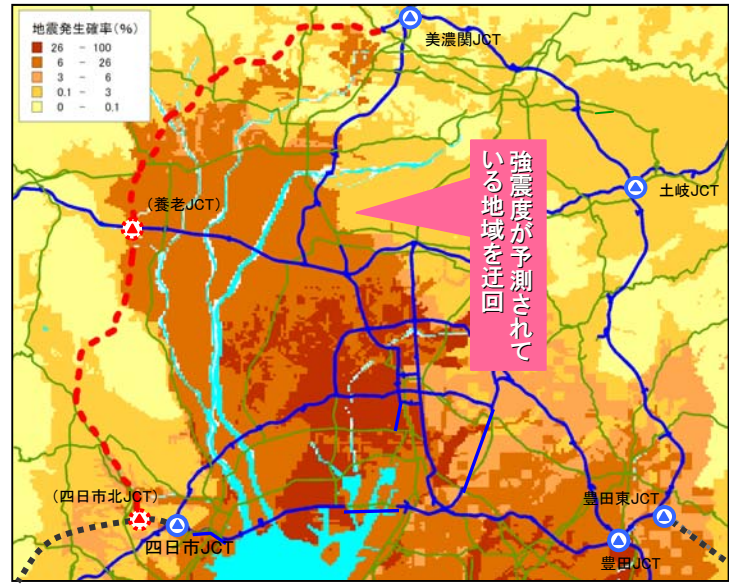 地震発生確率(%)
26 - 100
6 - 26
3 - 6
0.1 - 3
0 - 0.1
美濃関JCT
強震度が予測されて
いる地域を迂回
土岐JCT
(養老JCT)
(四日市北JCT)
四日市JCT
豊田東JCT
豊田JCT